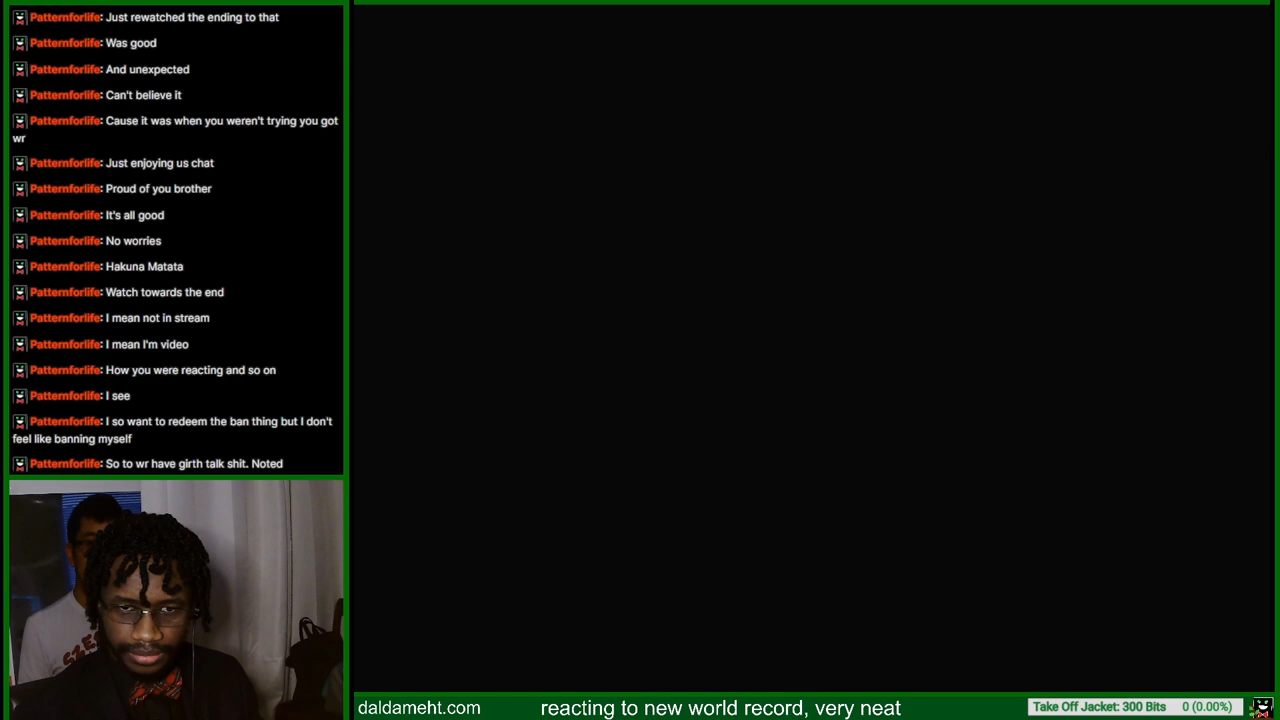 Patternforlife: Just rewatched the ending to that
Patternforlife: Was good
Patternforlife: And unexpected
Patternforlife: Can't believe it
Patternforlife: Cause it was when you weren't trying you got
wr
Patternforlife: Just enjoying us chat
Patternforlife: Proud of you brother
Patternforlife: It's all good
Patternforlife: No worries
Patternforlife: Hakuna Matata
Patternforlife: Watch towards the end
Patternforlife: I mean not in stream
Patternforlife: I mean I'm video
Patternforlife: How you were reacting and so on
Patternforlife: I see
Patternforlife: I so want to redeem the ban thing but I don't
feel like banning myself
Patternforlife: So to wr have girth talk shit. Noted
daldameht.com
reacting to new world record, very neat
Take Off Jacket: 300 Bits 0 (0.00%)